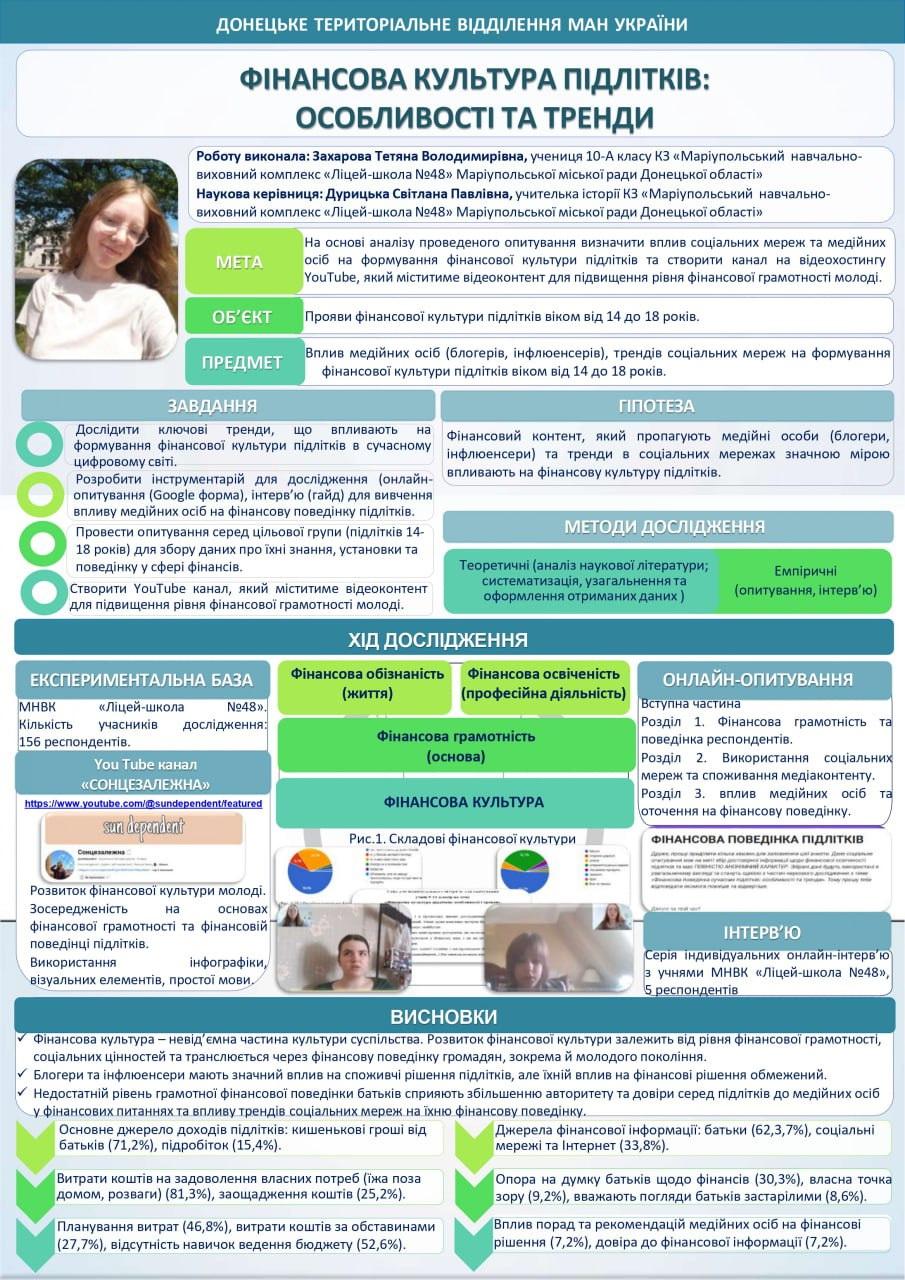 ДОНЕЦЬКЕ ТЕРИТОРІАЛЬНЕ ВІДДІЛЕННЯ МАН УКРАЇНИ
ФІНАНСОВА КУЛЬТУРА ПІДЛІТКІВ:
ОСОБЛИВОСТІ ТА ТРЕНДИ
Роботу виконала: Захарова Тетяна Володимирівна, учениця 10-А класу КЗ «Маріупольський навчально-
виховний комплекс «Ліцей-школа №48» Маріупольської міської ради Донецької області»
Наукова керівниця: Дурицька Світлана Павлівна, учителька історії КЗ «Маріупольський навчально-
виховний комплекс «Ліцей-школа №48» Маріупольської міської ради Донецької області»
МЕТА
На основі аналізу проведеного опитування визначити вплив соціальних мереж та медійних
осіб на формування фінансової культури підлітків та створити канал на відеохостингу
YouTube, який міститиме відеоконтент для підвищення рівня фінансової грамотності молоді.
ОБ’ЄКТ
Прояви фінансової культури підлітків віком від 14 до 18 років.
ПРЕДМЕТ
Вплив медійних осіб (блогерів, інфлюенсерів), трендів соціальних мереж на формування
фінансової культури підлітків віком від 14 до 18 років.
ЗАВДАННЯ
Дослідити ключові тренди, що впливають на
формування фінансової культури підлітків в сучасному
цифровому світі.
Розробити інструментарій для дослідження (онлайн-
опитування (Google форма), інтерв’ю (гайд) для вивчення
впливу медійних осіб на фінансову поведінку підлітків.
Провести опитування серед цільової групи (підлітків 14-
18 років) для збору даних про їхні знання, установки та
поведінку у сфері фінансів.
Створити YouTube канал, який міститиме відеоконтент
для підвищення рівня фінансової грамотності молоді.
ГІПОТЕЗА
Фінансовий контент, який пропагують медійні особи (блогери,
інфлюенсери) та тренди в соціальних мережах значною мірою
впливають на фінансову культуру підлітків.
МЕТОДИ ДОСЛІДЖЕННЯ
Теоретичні (аналіз наукової літератури;
систематизація, узагальнення та
оформлення отриманих даних )
Емпіричні
(опитування, інтерв’ю)
ХІД ДОСЛІДЖЕННЯ
ЕКСПЕРИМЕНТАЛЬНА БАЗА
МНВК «Ліцей-школа №48».
Кількість учасників дослідження:
156 респондентів.
You Tube канал
«СОНЦЕЗАЛЕЖНА»
https://www.youtube.com/@sundependent/featured
sun dependent
Сонцезалежна
Розвиток фінансової культури молоді.
Зосередженість на основах
фінансової грамотності та фінансовій
поведінці підлітків.
Використання інфографіки,
візуальних елементів, простої мови.
Фінансова обізнаність
(життя)
Фінансова освіченість
(професійна діяльність)
Фінансова грамотність
(основа)
ФІНАНСОВА КУЛЬТУРА
Рис.1. Складові фінансової культури
ОНЛАЙН-ОПИТУВАННЯ
Вступна частина
Розділ 1. Фінансова грамотність та
поведінка респондентів.
Розділ 2. Використання соціальних
мереж та споживання медіаконтенту.
Розділ 3. вплив медійних осіб та
оточення на фінансову поведінку.
ФІНАНСОВА ПОВЕДІНКА ПІДЛІТКІВ
ІНТЕРВ’Ю
Серія індивідуальних онлайн-інтерв’ю
з учнями МНВК «Ліцей-школа №48»,
5 респондентів
ВИСНОВКИ
✓ Фінансова культура – невід’ємна частина культури суспільства. Розвиток фінансової культури залежить від рівня фінансової грамотності,
соціальних цінностей та транслюється через фінансову поведінку громадян, зокрема й молодого покоління.
✓ Блогери та інфлюенсери мають значний вплив на споживчі рішення підлітків, але їхній вплив на фінансові рішення обмежений.
✓ Недостатній рівень грамотної фінансової поведінки батьків сприяють збільшенню авторитету та довіри серед підлітків до медійних осіб
у фінансових питаннях та впливу трендів соціальних мереж на їхню фінансову поведінку.
Основне джерело доходів підлітків: кишенькові гроші від
батьків (71,2%), підробіток (15,4%).
Витрати коштів на задоволення власних потреб (їжа поза
домом, розваги) (81,3%), заощадження коштів (25,2%).
Планування витрат (46,8%), витрати коштів за обставинами
(27,7%), відсутність навичок ведення бюджету (52,6%).
Джерела фінансової інформації: батьки (62,3,7%), соціальні
мережі та Інтернет (33,8%).
Опора на думку батьків щодо фінансів (30,3%), власна точка
зору (9,2%), вважають погляди батьків застарілими (8,6%).
Вплив порад та рекомендацій медійних осіб на фінансові
рішення (7,2%), довіра до фінансової інформації (7,2%).